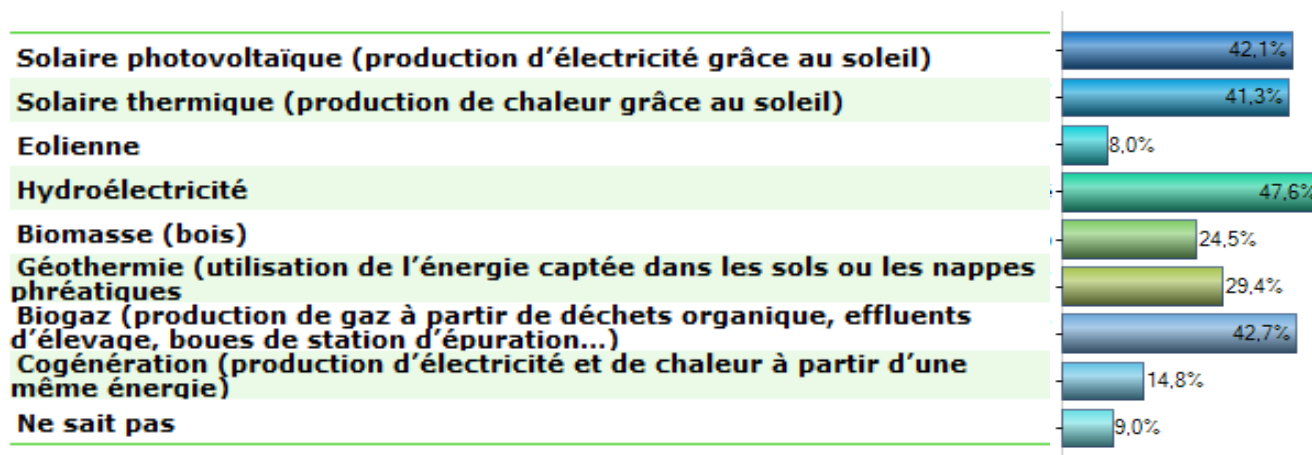 Solaire photovoltaïque (production d’électricité grâce au soleil) 42,1%
Solaire thermique (production de chaleur grâce au soleil) 41,3%
Eolienne 8,0%
Hydroélectricité 47,6%
Biomasse (bois) 24,5%
Géothermie (utilisation de l’énergie captée dans les sols ou les nappes
phréatiques 29,4%
Biogaz (production de gaz à partir de déchets organique, effluents
d’élevage, boues de station d’épuration...) 42,7%
Cogénération (production d’électricité et de chaleur à partir d’une
même énergie) 14,8%
Ne sait pas 9,0%